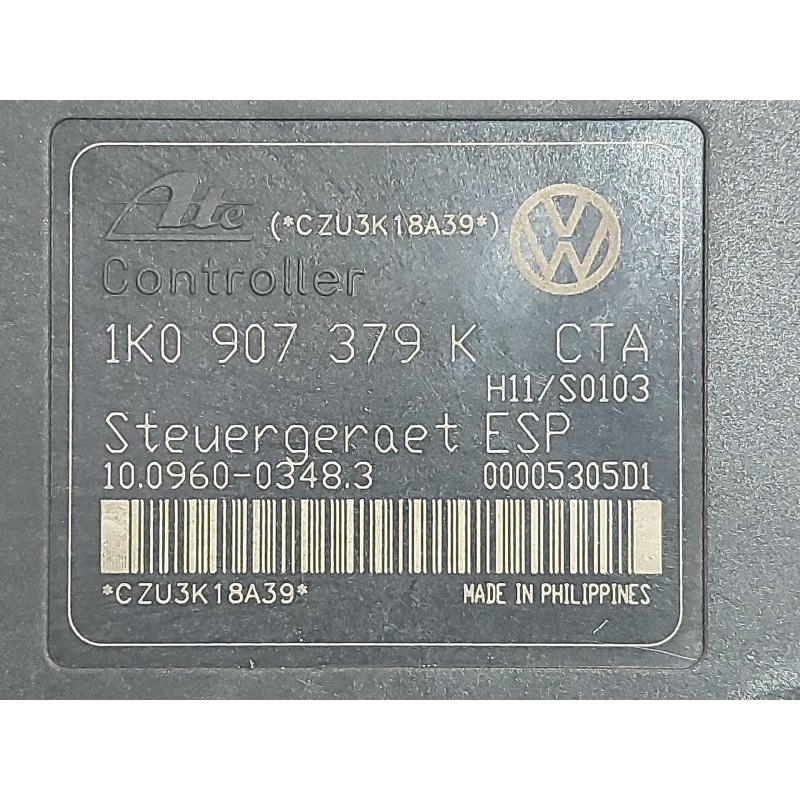 Ate (*CZU3K18A39*)
Controller
1K0 907 379 K CTA
H11/S0103
Steuergeraet ESP
10.0960-0348.3 00005305D1
*CZU3K18A39* MADE IN PHILIPPINES